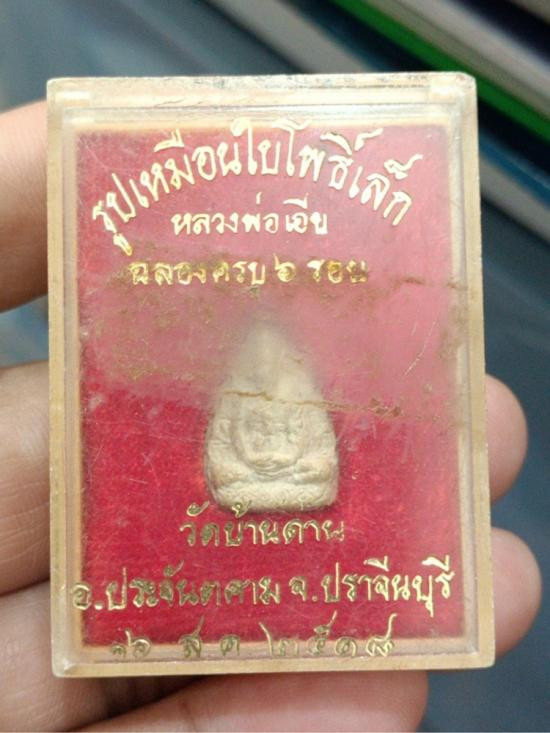 รูปเหมือนใบโพธิ์เล็ก
หลวงพ่อเอีย
ฉลองครบ ๖ รอบ
วัดบ้านด่าน
อ.ประจันตคาม จ.ปราจีนบุรี
๑๖ ส ค ๒๕๑๘